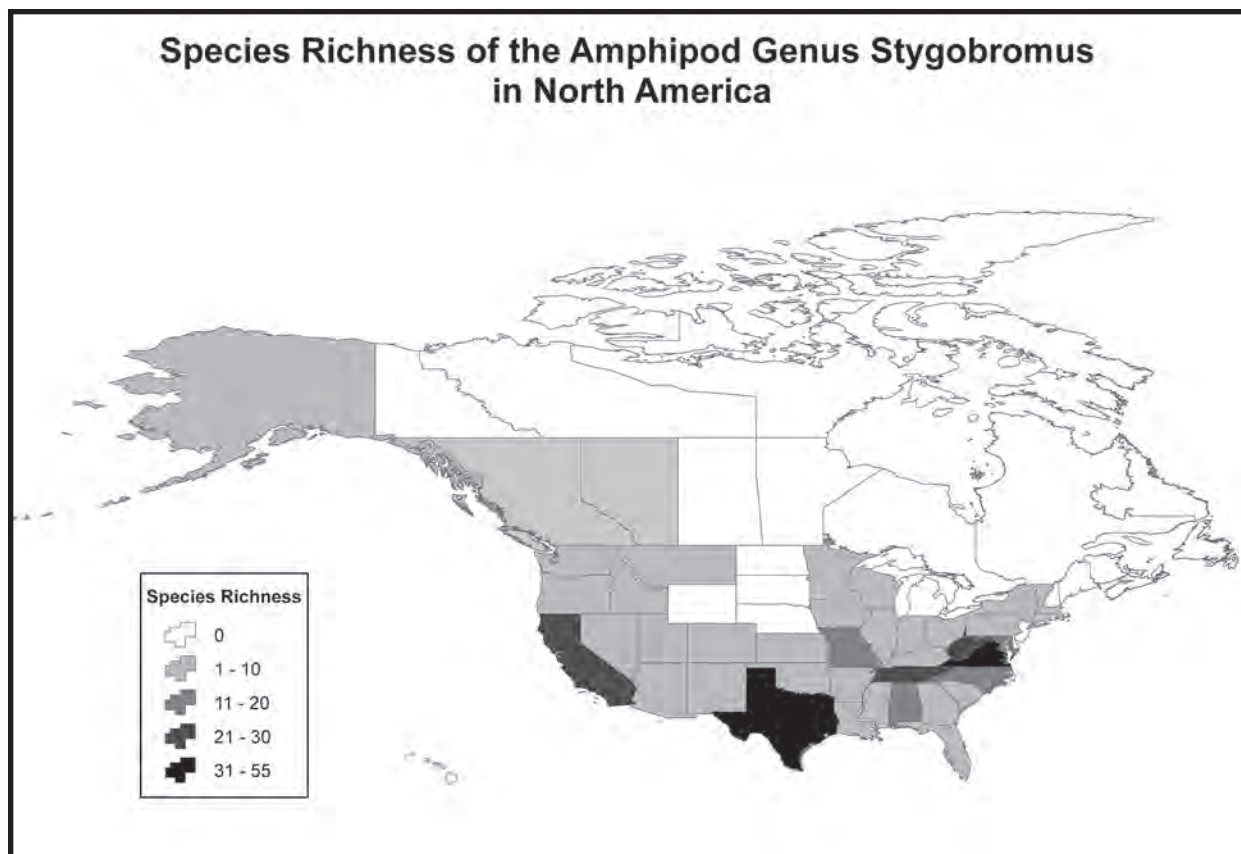 Species Richness of the Amphipod Genus Stygobromus
in North America
Species Richness
0
1 - 10
11 - 20
21 - 30
31 - 55